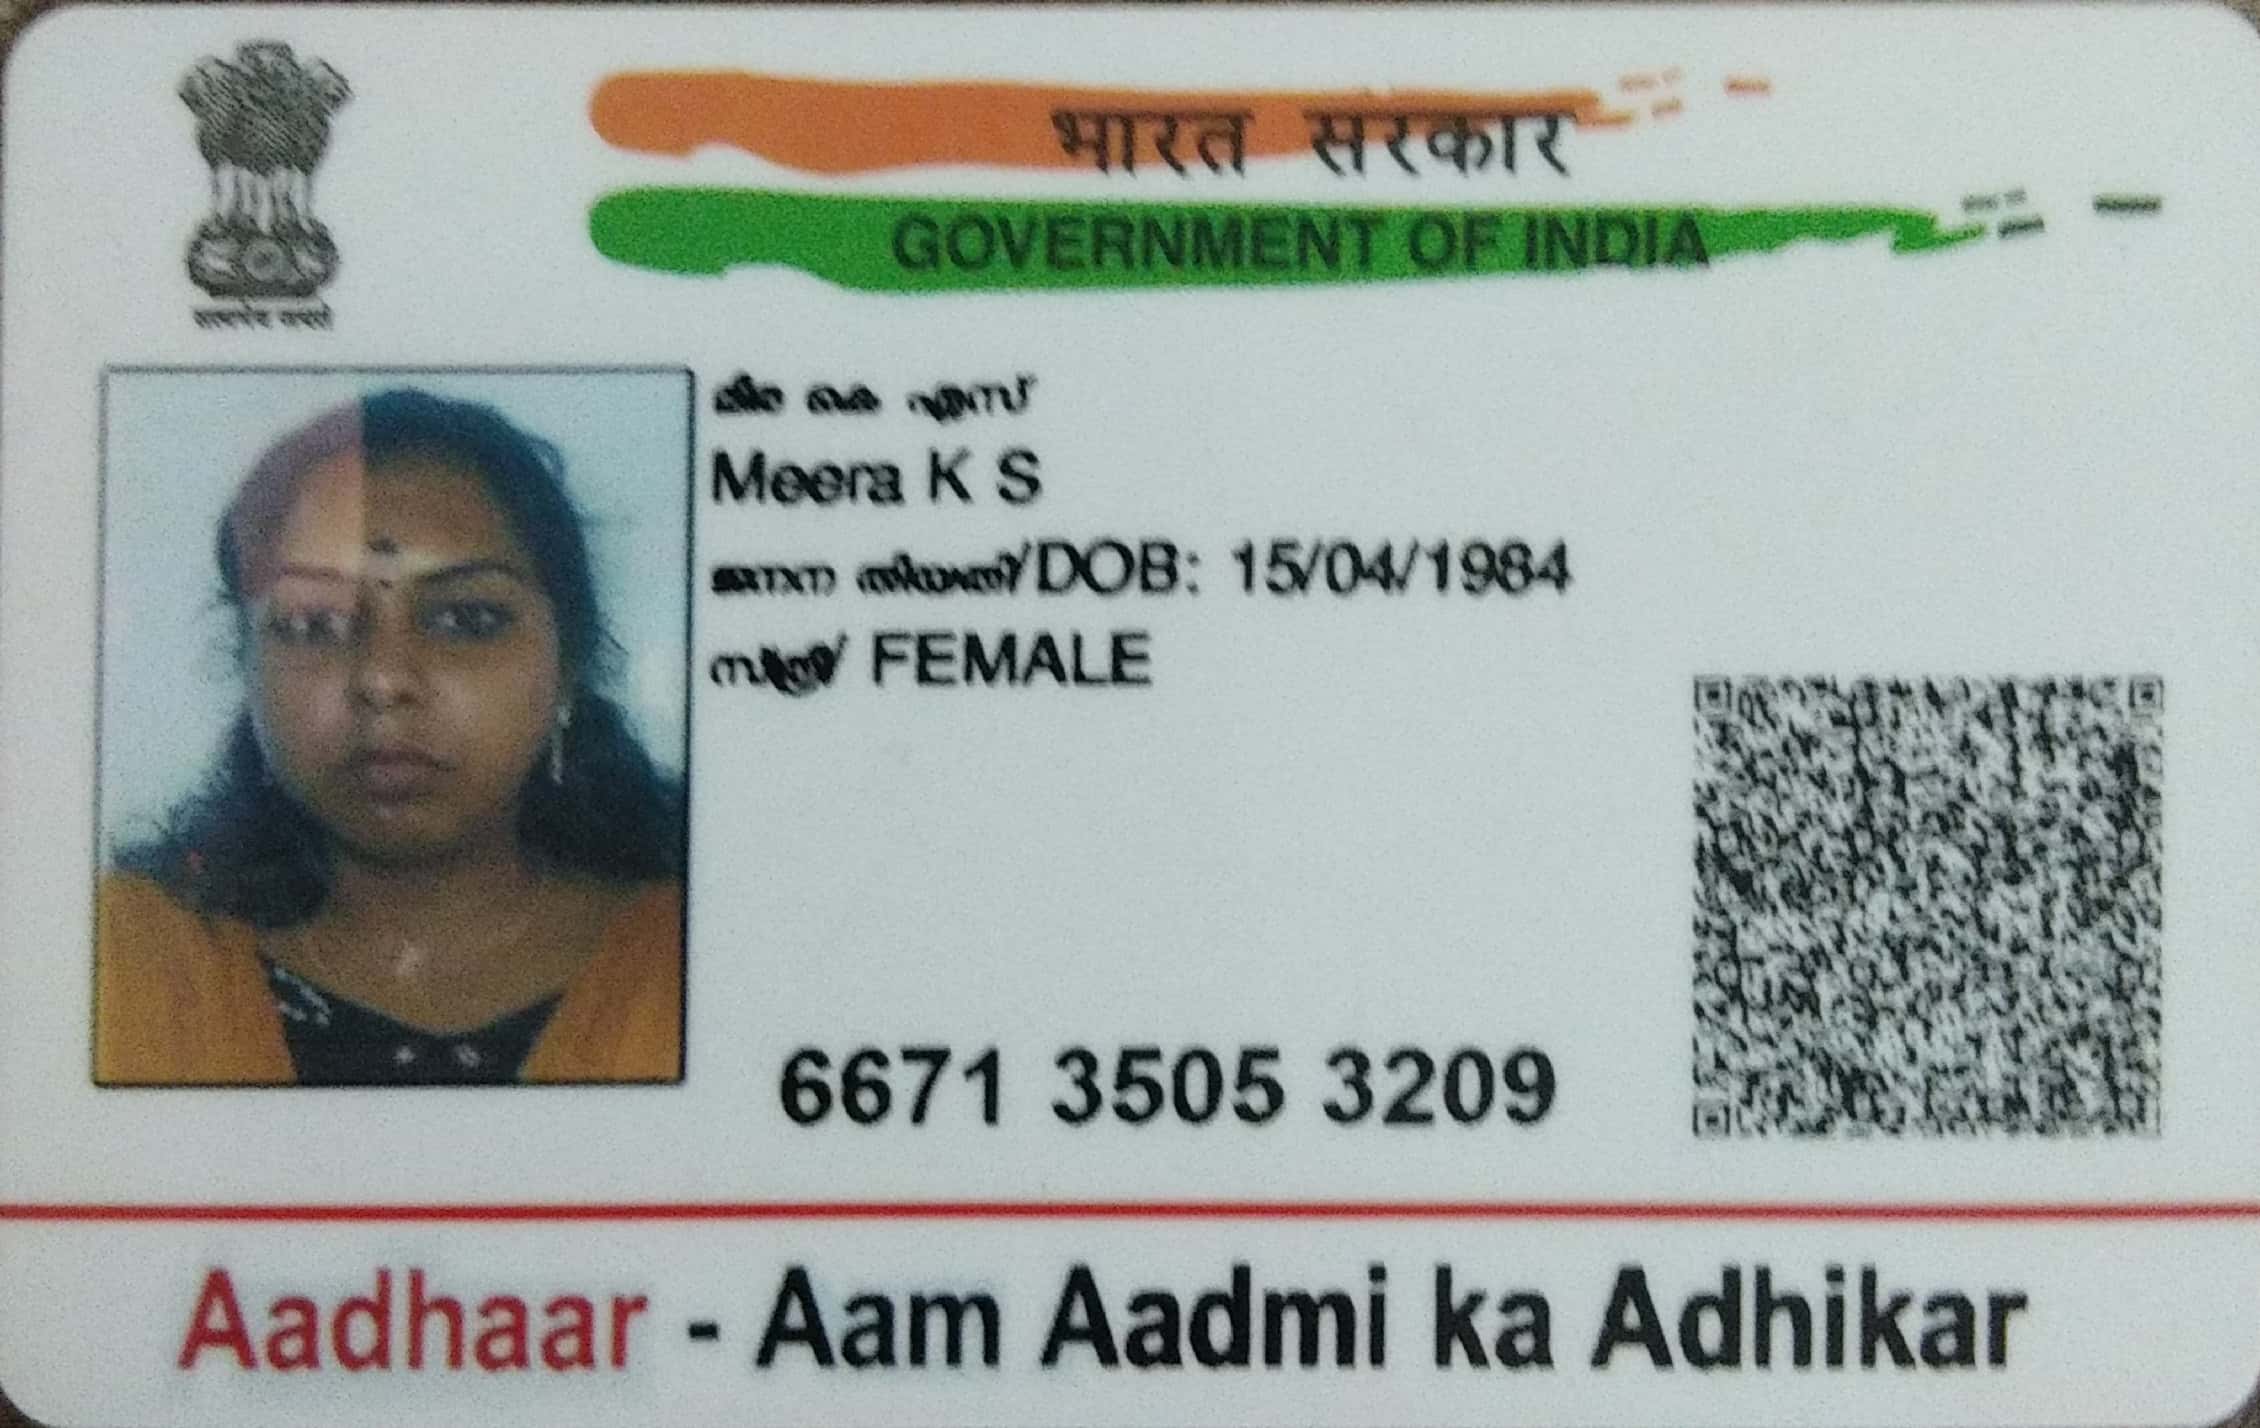 सत्यमेव जयते
भारत सरकार
GOVERNMENT OF INDIA
മീര കെ എസ്
Meera K S
ജനന തിയതി/DOB: 15/04/1984
സ്ത്രീ/ FEMALE
6671 3505 3209
Aadhaar - Aam Aadmi ka Adhikar